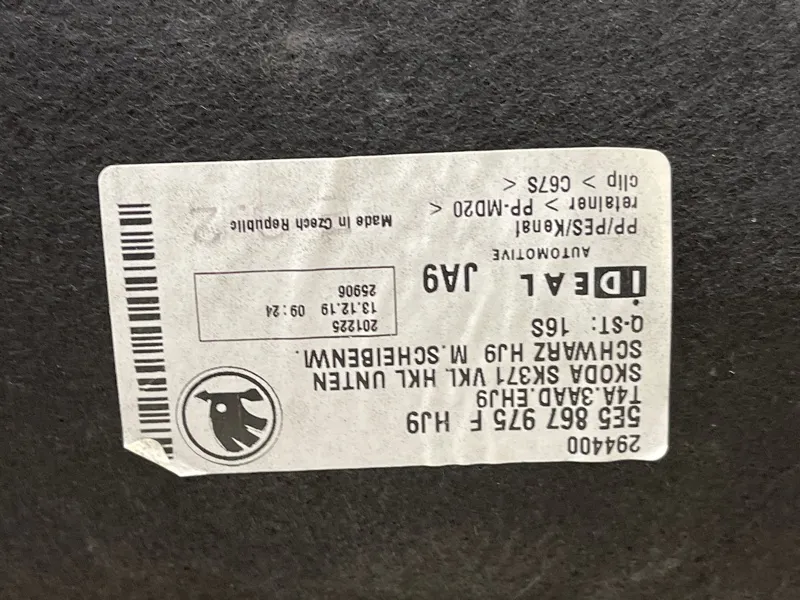 294400
5E5 867 975 F HJ9
T4A.3AAD.EHJ9
SKODA SK371 VKL HKL UNTEN
SCHWARZ HJ9 M.SCHEIBENWI.
Q-ST: 16S
201225
13.12.19 09:24
25906
iDEAL JA9
AUTOMOTIVE
PP/PES/Kenaf
retainer > PP-MD20 <
clip > C67S <
Made in Czech Republic